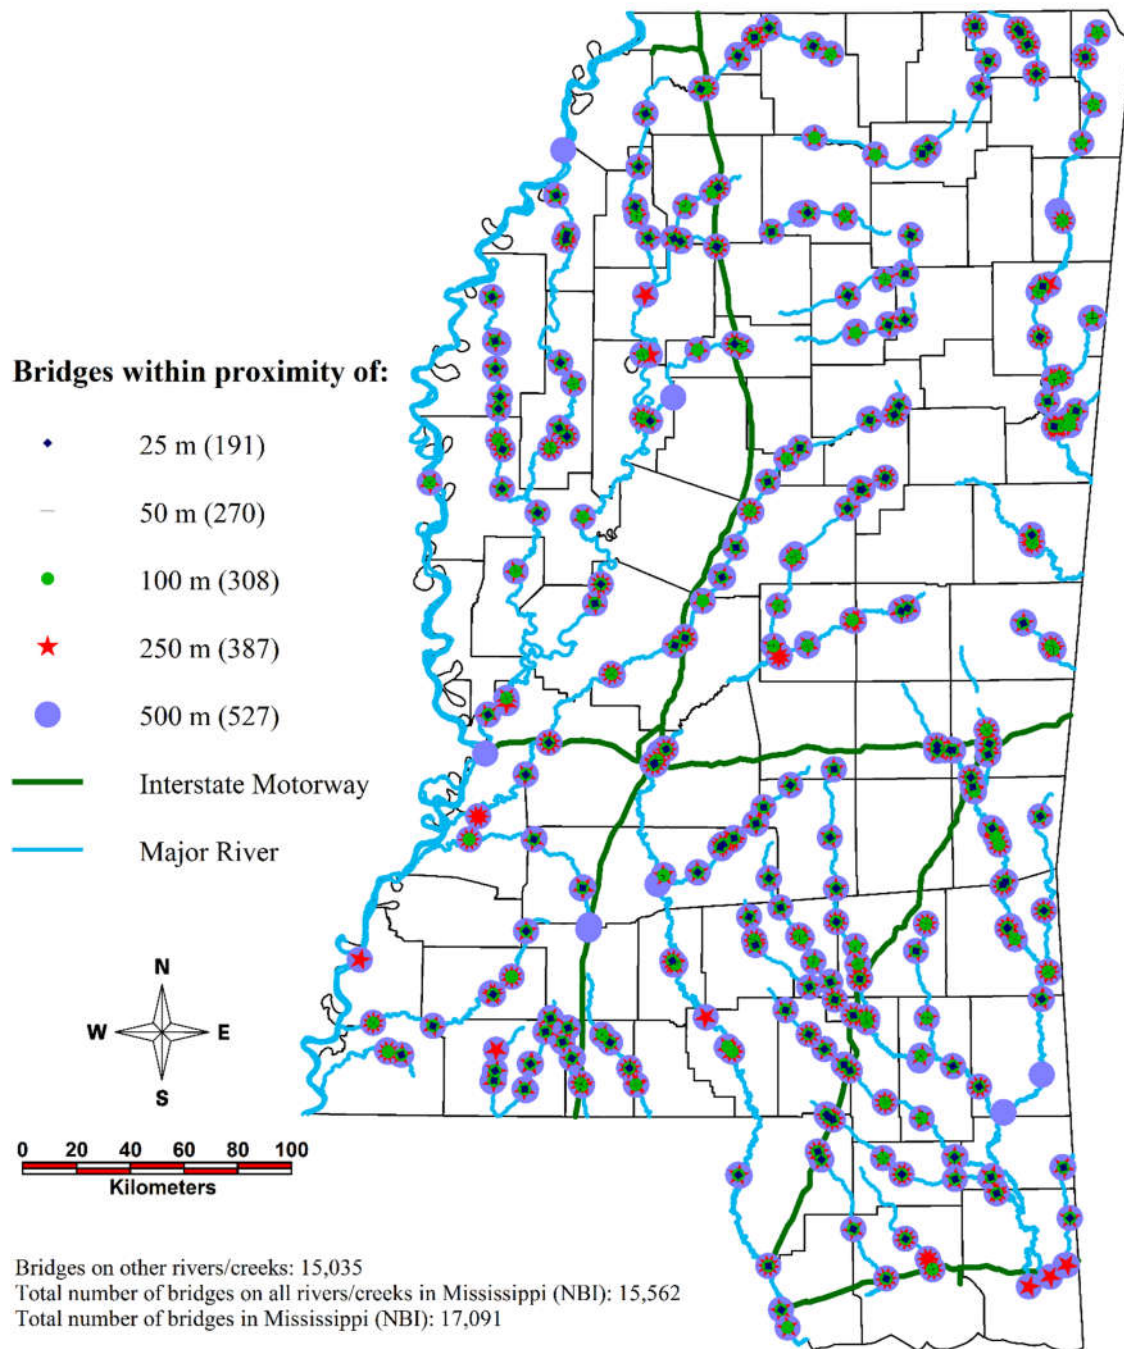 Bridges within proximity of:
25 m (191)
50 m (270)
100 m (308)
250 m (387)
500 m (527)
Interstate Motorway
Major River
N
W E
S
0 20 40 60 80 100
Kilometers
Bridges on other rivers/creeks: 15,035
Total number of bridges on all rivers/creeks in Mississippi (NBI): 15,562
Total number of bridges in Mississippi (NBI): 17,091